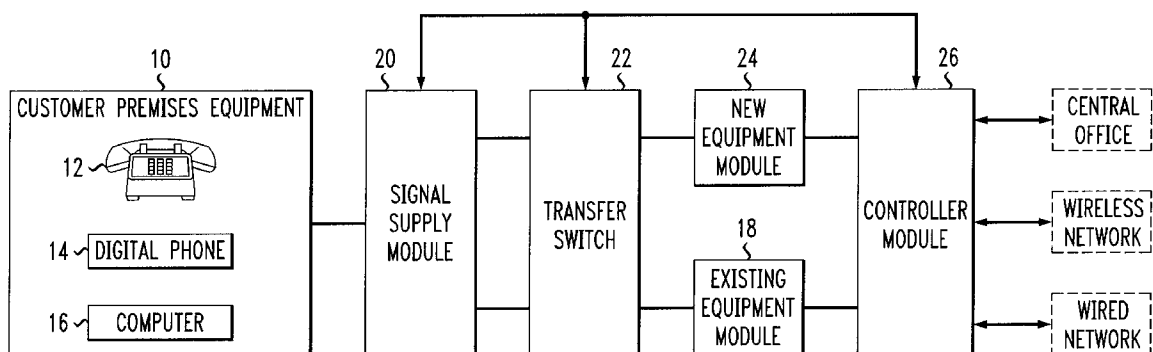 10
CUSTOMER PREMISES EQUIPMENT
12
14
DIGITAL PHONE
16
COMPUTER
20
SIGNAL
SUPPLY
MODULE
22
TRANSFER
SWITCH
24
NEW
EQUIPMENT
MODULE
18
EXISTING
EQUIPMENT
MODULE
26
CONTROLLER
MODULE
CENTRAL
OFFICE
WIRELESS
NETWORK
WIRED
NETWORK